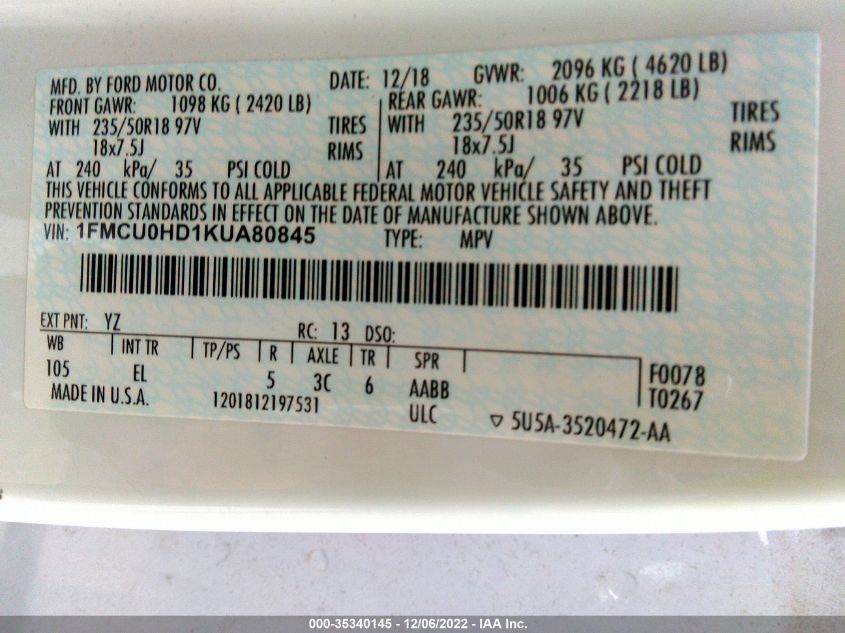 MFD. BY FORD MOTOR CO. DATE: 12/18 GVWR: 2096 KG ( 4620 LB)
FRONT GAWR: 1098 KG ( 2420 LB) REAR GAWR: 1006 KG ( 2218 LB)
WITH 235/50R18 97V TIRES WITH 235/50R18 97V TIRES
18x7.5J RIMS 18x7.5J RIMS
AT 240 kPa/ 35 PSI COLD AT 240 kPa/ 35 PSI COLD
THIS VEHICLE CONFORMS TO ALL APPLICABLE FEDERAL MOTOR VEHICLE SAFETY AND THEFT
PREVENTION STANDARDS IN EFFECT ON THE DATE OF MANUFACTURE SHOWN ABOVE.
VIN: 1FMCU0HD1KUA80845 TYPE: MPV
EXT PNT: YZ RC: 13 DSO:
WB INT TR TP/PS R AXLE TR SPR
105 EL 5 3C 6 AABB F0078
MADE IN U.S.A. 1201812197531 ULC T0267
▽ 5U5A-3520472-AA
000-35340145 - 12/06/2022 - IAA Inc.